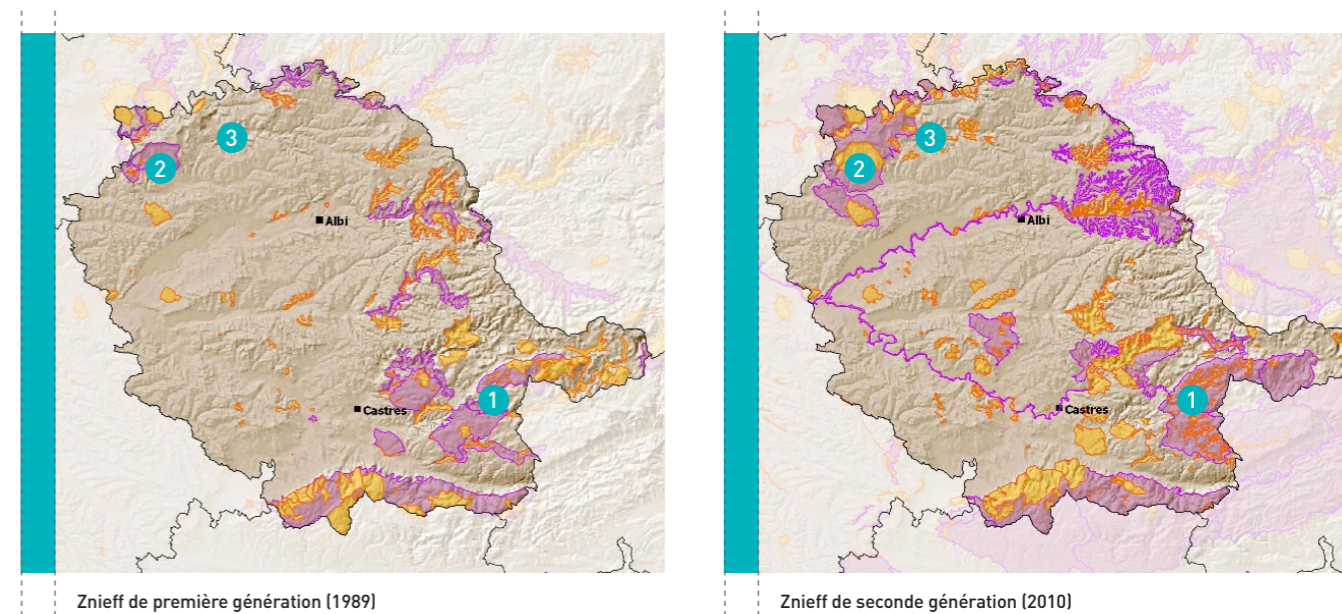 3
2
Albi
1
Castres
Znieff de première génération (1989)
3
2
Albi
1
Castres
Znieff de seconde génération (2010)